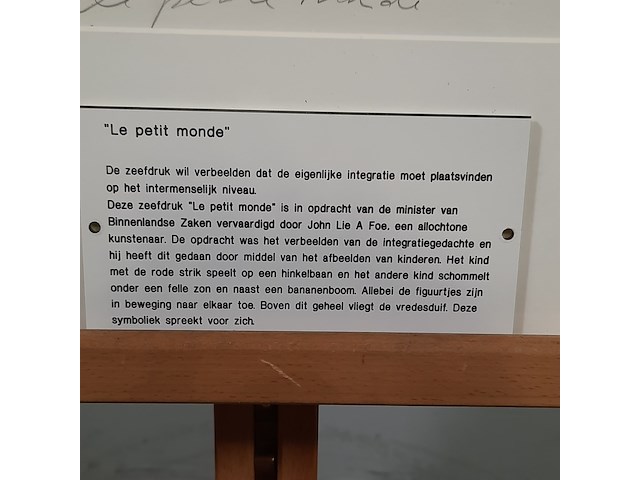 le petit monde
"Le petit monde"
De zeefdruk wil verbeelden dat de eigenlijke integratie moet plaatsvinden
op het intermenselijk niveau.
Deze zeefdruk "Le petit monde" is in opdracht van de minister van
Binnenlandse Zaken vervaardigd door John Lie A Foe. een allochtone
kunstenaar. De opdracht was het verbeelden van de integratiegedachte en
hij heeft dit gedaan door middel van het afbeelden van kinderen. Het kind
met de rode strik speelt op een hinkelbaan en het andere kind schommelt
onder een felle zon en naast een bananenboom. Allebei de figuurtjes zijn
in beweging naar elkaar toe. Boven dit geheel vliegt de vredesduif. Deze
symboliek spreekt voor zich.